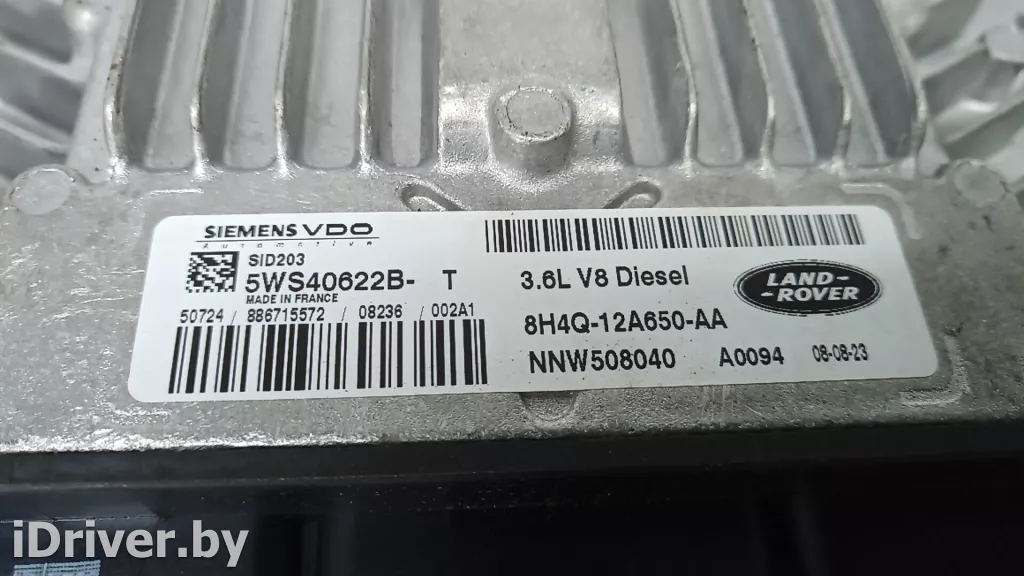 SIEMENS VDO
Automotive
SID203
5WS40622B- T
MADE IN FRANCE
50724 / 886715572 / 08236 / 002A1
3.6L V8 Diesel
LAND-
-ROVER
8H4Q-12A650-AA
NNW508040 A0094 08-08-23
iDriver.by